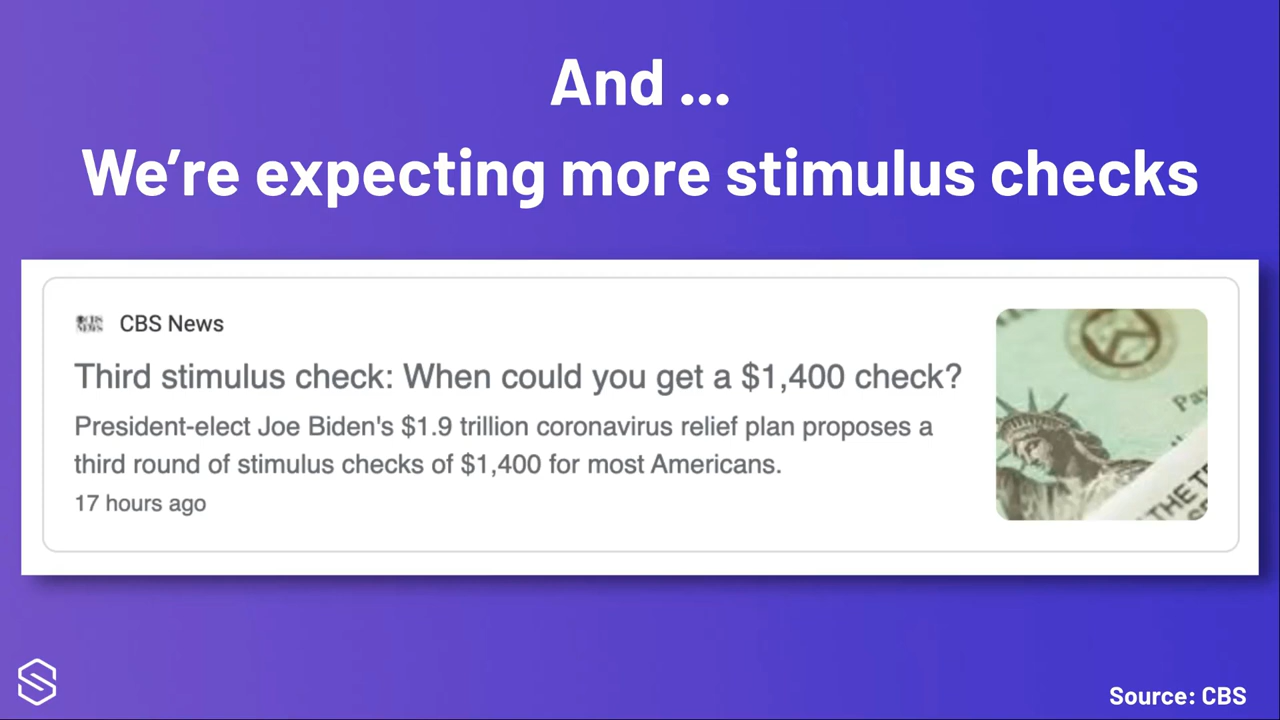 And ...
We're expecting more stimulus checks
CBS News
Third stimulus check: When could you get a $1,400 check?
President-elect Joe Biden's $1.9 trillion coronavirus relief plan proposes a
third round of stimulus checks of $1,400 for most Americans.
17 hours ago
Pay
THE
Source: CBS